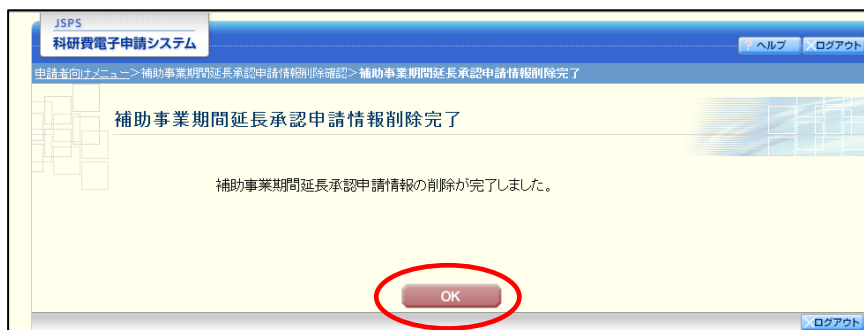 JSPS
科研費電子申請システム
? ヘルプ
ログアウト
申請者向けメニュー>補助事業期間延長承認申請情報削除確認>補助事業期間延長承認申請情報削除完了
補助事業期間延長承認申請情報削除完了
補助事業期間延長承認申請情報の削除が完了しました。
OK
ログアウト